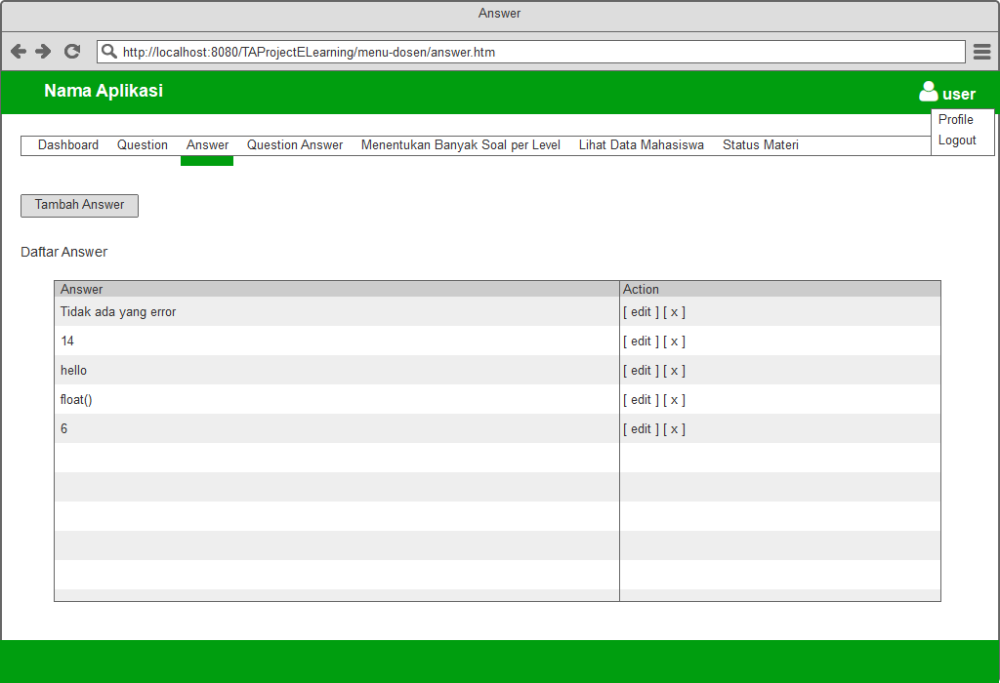 Answer
http://localhost:8080/TAProjectELearning/menu-dosen/answer.htm
Nama Aplikasi
user
Profile
Logout
Dashboard Question Answer Question Answer Menentukan Banyak Soal per Level Lihat Data Mahasiswa Status Materi
Tambah Answer
Daftar Answer
Answer Action
Tidak ada yang error [ edit ] [ x ]
14 [ edit ] [ x ]
hello [ edit ] [ x ]
float() [ edit ] [ x ]
6 [ edit ] [ x ]